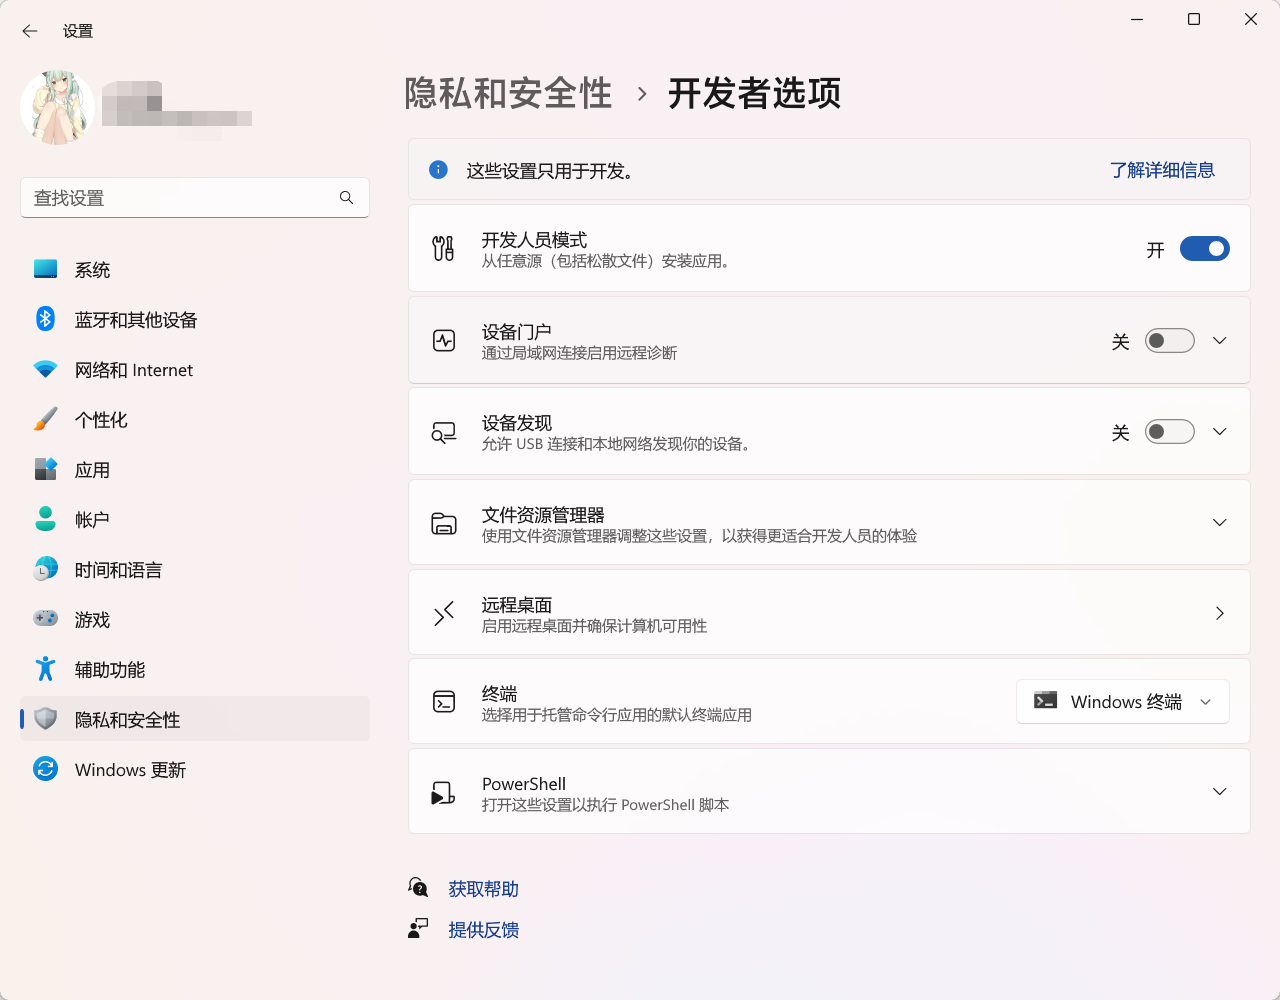 设置
隐私和安全性 › 开发者选项
查找设置
系统
蓝牙和其他设备
网络和 Internet
个性化
应用
帐户
时间和语言
游戏
辅助功能
隐私和安全性
Windows 更新
这些设置只用于开发。
了解详细信息
开发人员模式
从任意源（包括松散文件）安装应用。
开
设备门户
通过局域网连接启用远程诊断
关
设备发现
允许 USB 连接和本地网络发现你的设备。
关
文件资源管理器
使用文件资源管理器调整这些设置，以获得更适合开发人员的体验
远程桌面
启用远程桌面并确保计算机可用性
终端
选择用于托管命令行应用的默认终端应用
Windows 终端
PowerShell
打开这些设置以执行 PowerShell 脚本
获取帮助
提供反馈